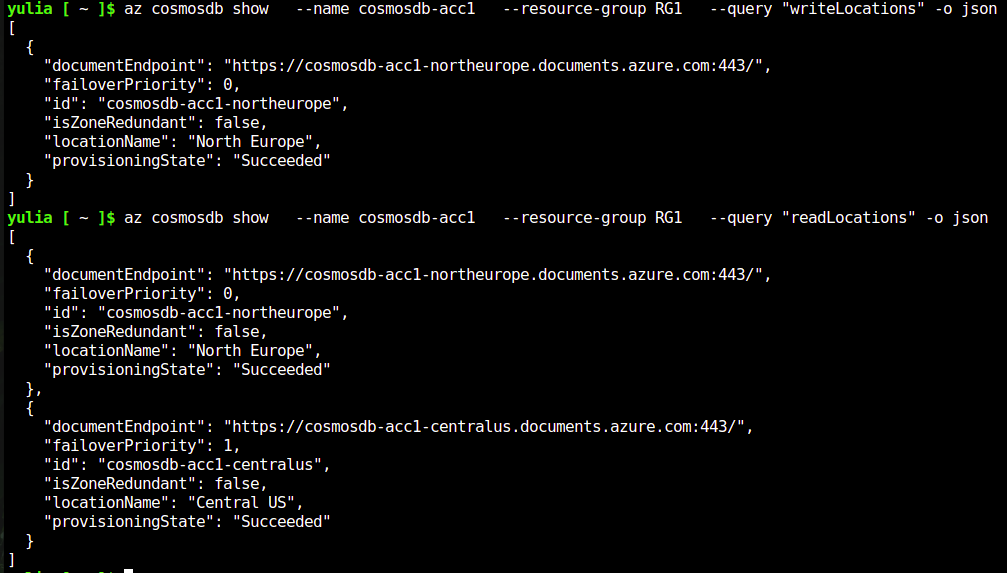 yulia [ ~ ]$ az cosmosdb show   --name cosmosdb-acc1   --resource-group RG1   --query "writeLocations" -o json
[
  {
    "documentEndpoint": "https://cosmosdb-acc1-northeurope.documents.azure.com:443/",
    "failoverPriority": 0,
    "id": "cosmosdb-acc1-northeurope",
    "isZoneRedundant": false,
    "locationName": "North Europe",
    "provisioningState": "Succeeded"
  }
]
yulia [ ~ ]$ az cosmosdb show   --name cosmosdb-acc1   --resource-group RG1   --query "readLocations" -o json
[
  {
    "documentEndpoint": "https://cosmosdb-acc1-northeurope.documents.azure.com:443/",
    "failoverPriority": 0,
    "id": "cosmosdb-acc1-northeurope",
    "isZoneRedundant": false,
    "locationName": "North Europe",
    "provisioningState": "Succeeded"
  },
  {
    "documentEndpoint": "https://cosmosdb-acc1-centralus.documents.azure.com:443/",
    "failoverPriority": 1,
    "id": "cosmosdb-acc1-centralus",
    "isZoneRedundant": false,
    "locationName": "Central US",
    "provisioningState": "Succeeded"
  }
]